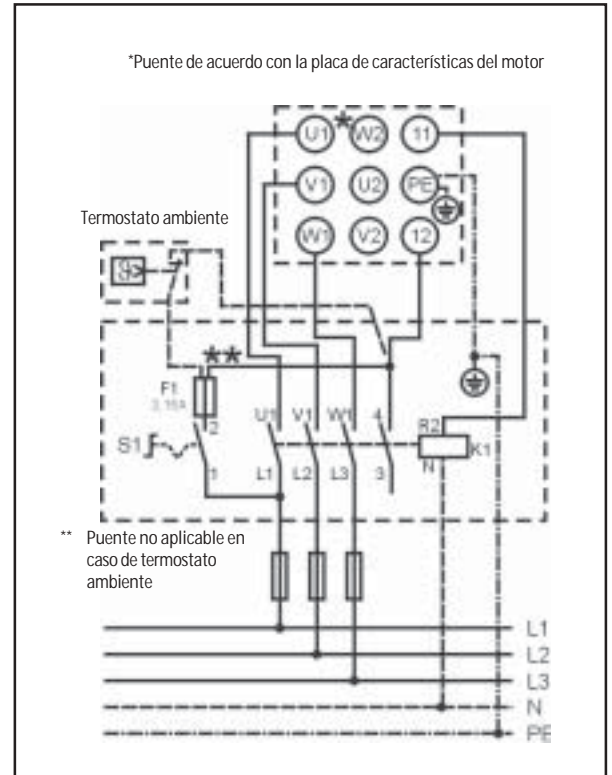 *Puente de acuerdo con la placa de características del motor
U1 * W2 11
V1 U2 PE
W1 V2 12
Termostato ambiente
**
F1
3,15A
U1 V1 W1 4
R2
2
S1
K1
N
1 L1 L2 L3 3
** Puente no aplicable en
caso de termostato
ambiente
L1
L2
L3
N
PE